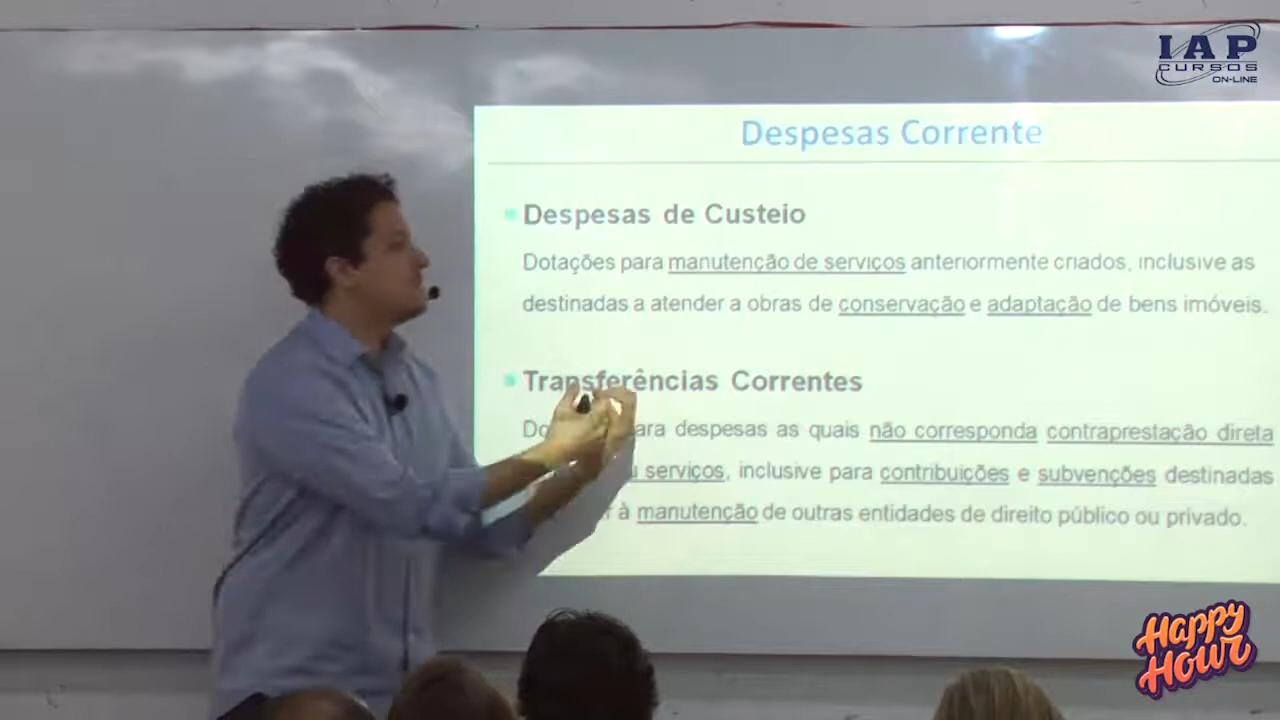 IAP
CURSOS
ON-LINE
Despesas Corrente
Despesas de Custeio
Dotações para manutenção de serviços anteriormente criados, inclusive as
destinadas a atender a obras de conservação e adaptação de bens imóveis.
Transferências Correntes
para despesas as quais não corresponda contraprestação direta
serviços, inclusive para contribuições e subvenções destinadas
à manutenção de outras entidades de direito público ou privado.
Happy
Hour